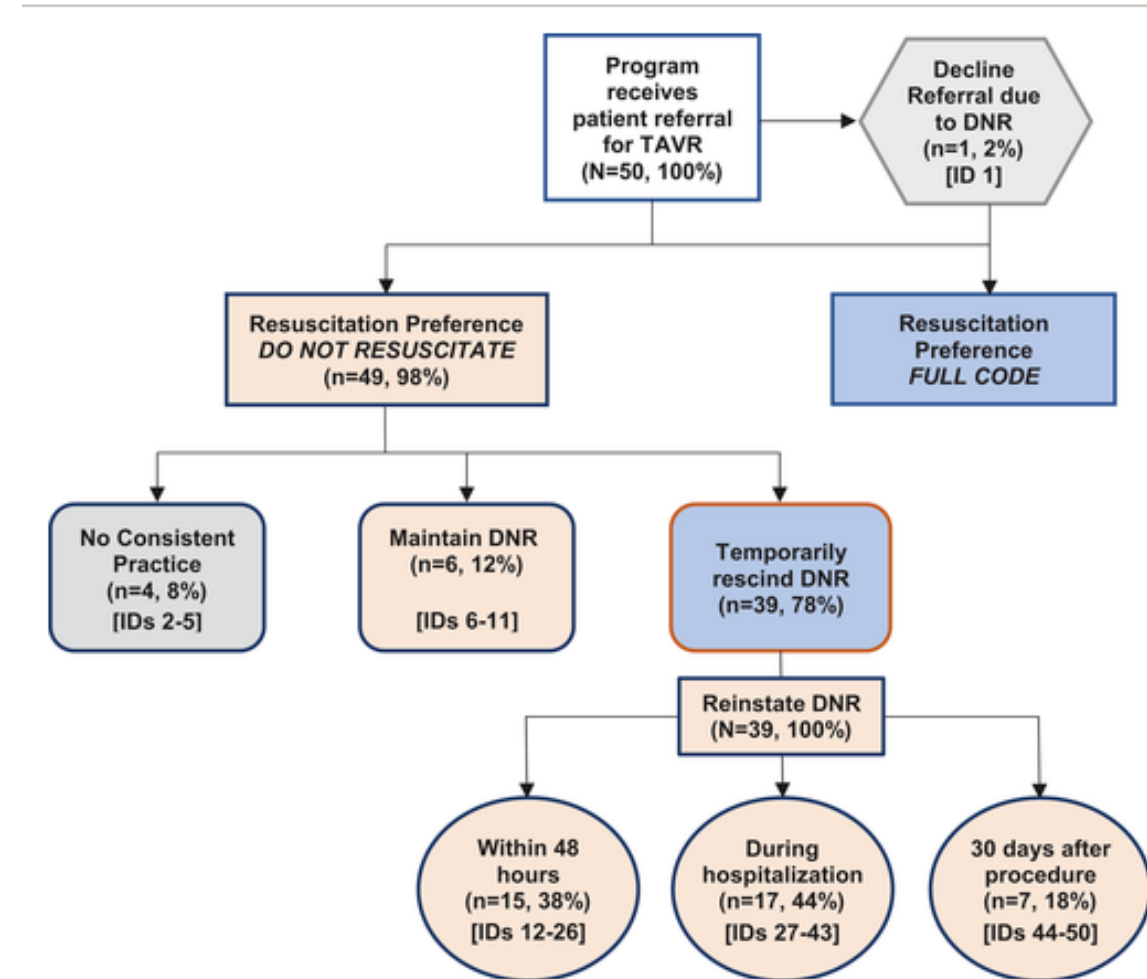 Program
receives
patient referral
for TAVR
(N=50, 100%)
Decline
Referral due
to DNR
(n=1, 2%)
[ID 1]
Resuscitation Preference
DO NOT RESUSCITATE
(n=49, 98%)
Resuscitation
Preference
FULL CODE
No Consistent
Practice
(n=4, 8%)
[IDs 2-5]
Maintain DNR
(n=6, 12%)
[IDs 6-11]
Temporarily
rescind DNR
(n=39, 78%)
Reinstate DNR
(N=39, 100%)
Within 48
hours
(n=15, 38%)
[IDs 12-26]
During
hospitalization
(n=17, 44%)
[IDs 27-43]
30 days after
procedure
(n=7, 18%)
[IDs 44-50]